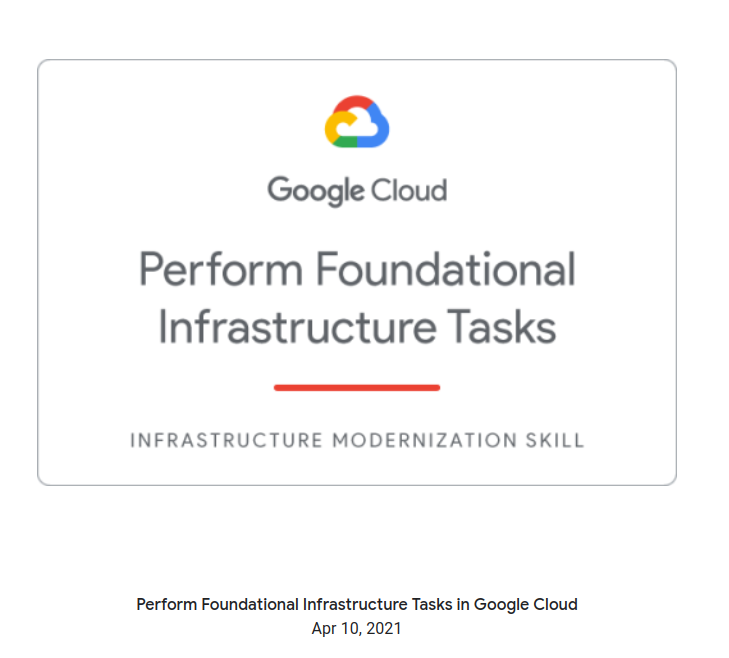 Google Cloud
Perform Foundational
Infrastructure Tasks
INFRASTRUCTURE MODERNIZATION SKILL
Perform Foundational Infrastructure Tasks in Google Cloud
Apr 10, 2021